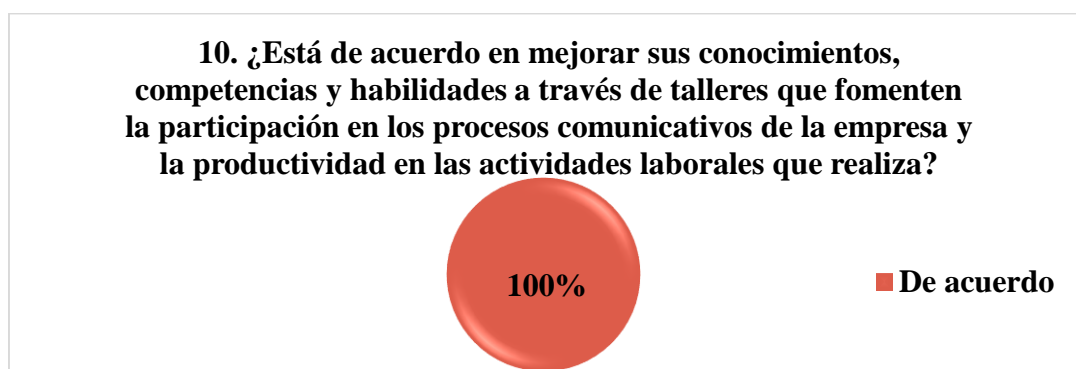 10. ¿Está de acuerdo en mejorar sus conocimientos,
competencias y habilidades a través de talleres que fomenten
la participación en los procesos comunicativos de la empresa y
la productividad en las actividades laborales que realiza?
100%
De acuerdo